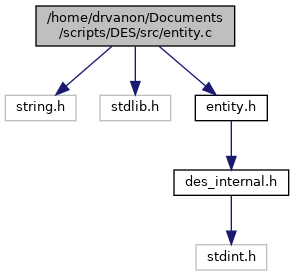 /home/drvanon/Documents
/scripts/DES/src/entity.c
string.h
stdlib.h
entity.h
des_internal.h
stdint.h